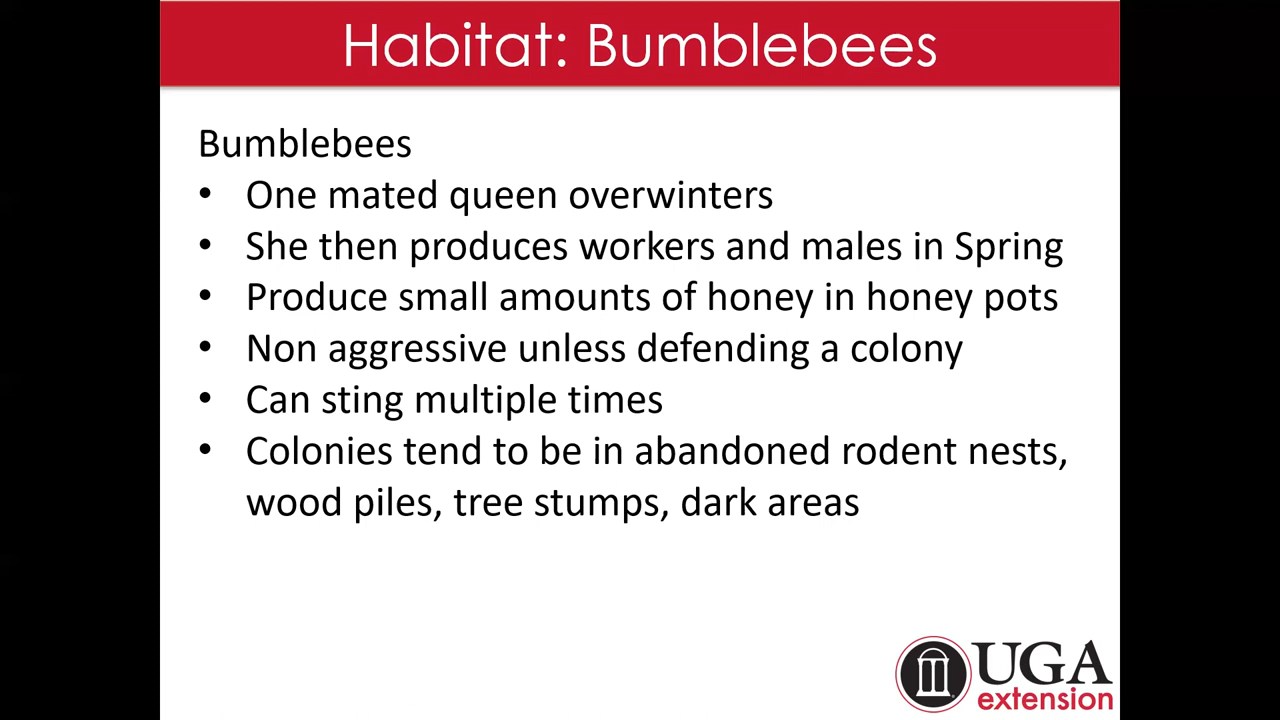 Habitat: Bumblebees
Bumblebees
• One mated queen overwinters
• She then produces workers and males in Spring
• Produce small amounts of honey in honey pots
• Non aggressive unless defending a colony
• Can sting multiple times
• Colonies tend to be in abandoned rodent nests,
wood piles, tree stumps, dark areas
UGA
extension